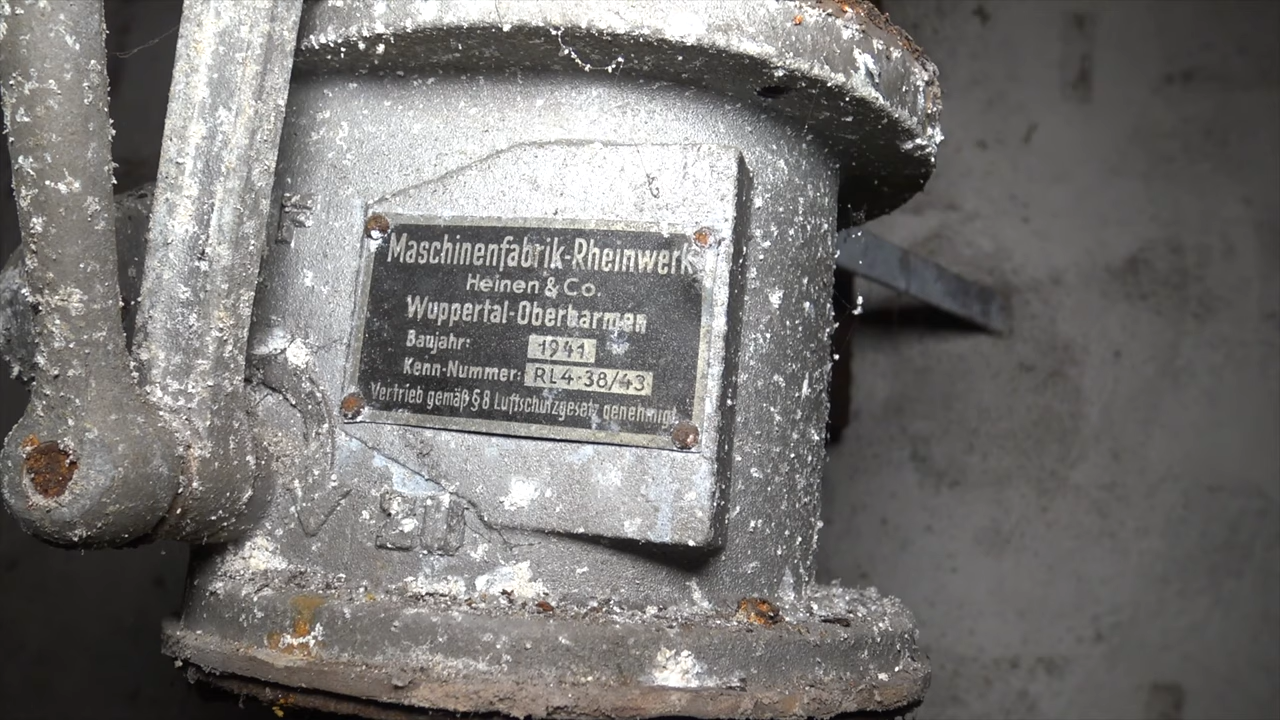 Maschinenfabrik-Rheinwerk
Heinen & Co.
Wuppertal-Oberbarmen
Baujahr: 1941
Kenn-Nummer: RL4-38/43
Vertrieb gemäß § 8 Luftschutzgesetz genehmigt